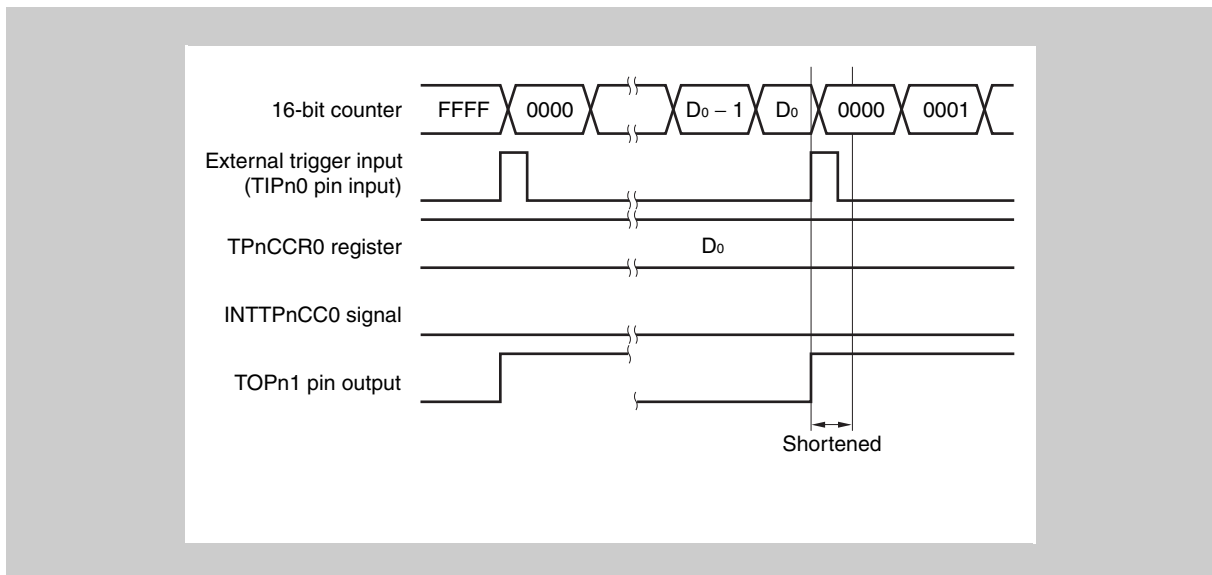 16-bit counter FFFF 0000 D₀ − 1 D₀ 0000 0001
External trigger input
(TIPn0 pin input)
TPnCCR0 register D₀
INTTPnCC0 signal
TOPn1 pin output
Shortened